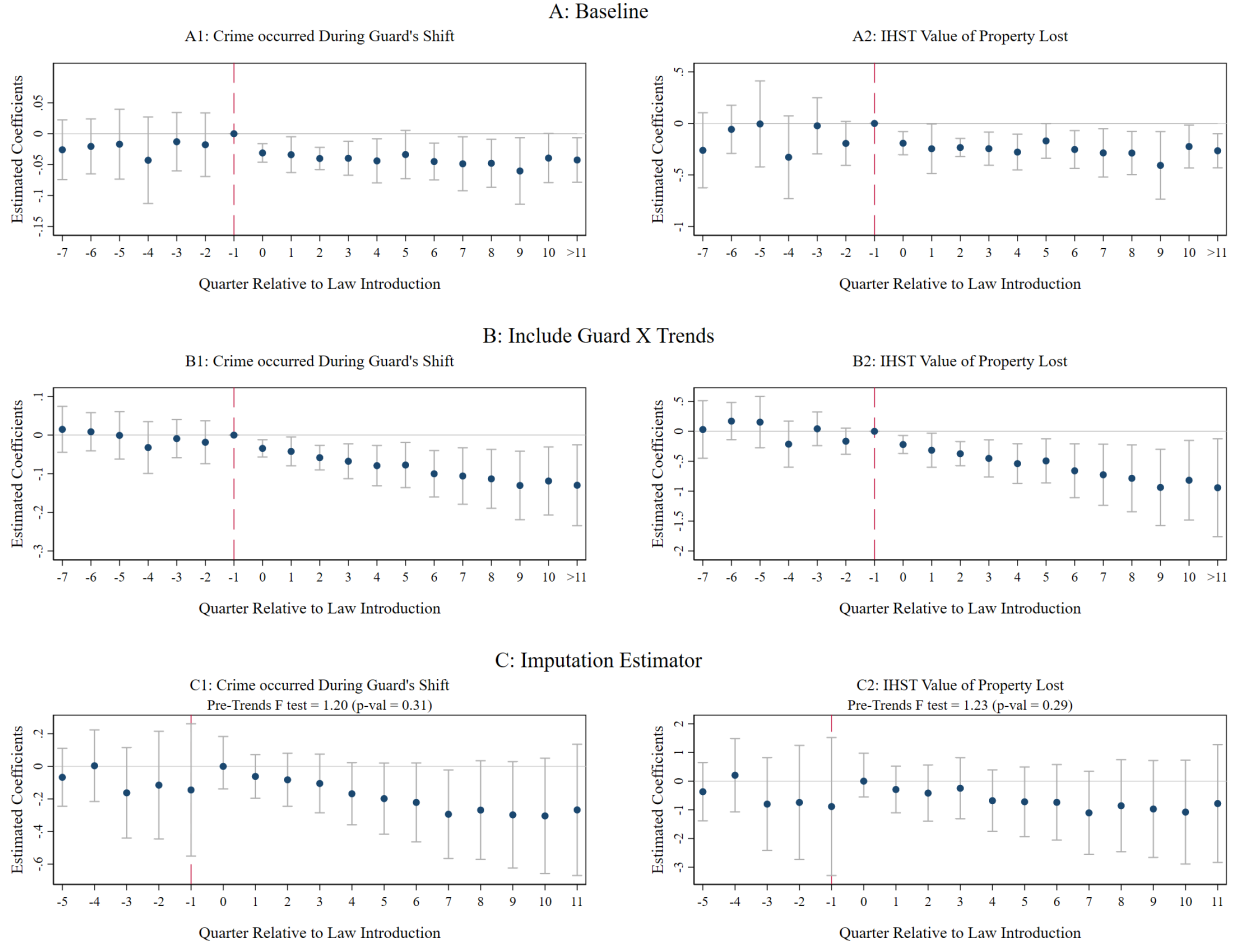 A: Baseline
A1: Crime occurred During Guard's Shift
Estimated Coefficients
.05
0
-.05
-.1
-.15
-7 -6 -5 -4 -3 -2 -1 0 1 2 3 4 5 6 7 8 9 10 >11
Quarter Relative to Law Introduction
A2: IHST Value of Property Lost
Estimated Coefficients
.5
0
-.5
-1
-7 -6 -5 -4 -3 -2 -1 0 1 2 3 4 5 6 7 8 9 10 >11
Quarter Relative to Law Introduction
B: Include Guard X Trends
B1: Crime occurred During Guard's Shift
Estimated Coefficients
.1
0
-.1
-.2
-.3
-7 -6 -5 -4 -3 -2 -1 0 1 2 3 4 5 6 7 8 9 10 >11
Quarter Relative to Law Introduction
B2: IHST Value of Property Lost
Estimated Coefficients
.5
0
-.5
-1
-1.5
-2
-7 -6 -5 -4 -3 -2 -1 0 1 2 3 4 5 6 7 8 9 10 >11
Quarter Relative to Law Introduction
C: Imputation Estimator
C1: Crime occurred During Guard's Shift
Pre-Trends F test = 1.20 (p-val = 0.31)
Estimated Coefficients
.2
0
-.2
-.4
-.6
-5 -4 -3 -2 -1 0 1 2 3 4 5 6 7 8 9 10 11
Quarter Relative to Law Introduction
C2: IHST Value of Property Lost
Pre-Trends F test = 1.23 (p-val = 0.29)
Estimated Coefficients
2
1
0
-1
-2
-3
-5 -4 -3 -2 -1 0 1 2 3 4 5 6 7 8 9 10 11
Quarter Relative to Law Introduction